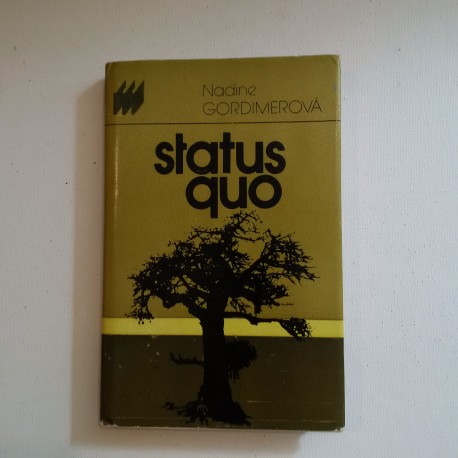 Nadine
GORDIMEROVÁ
status
quo